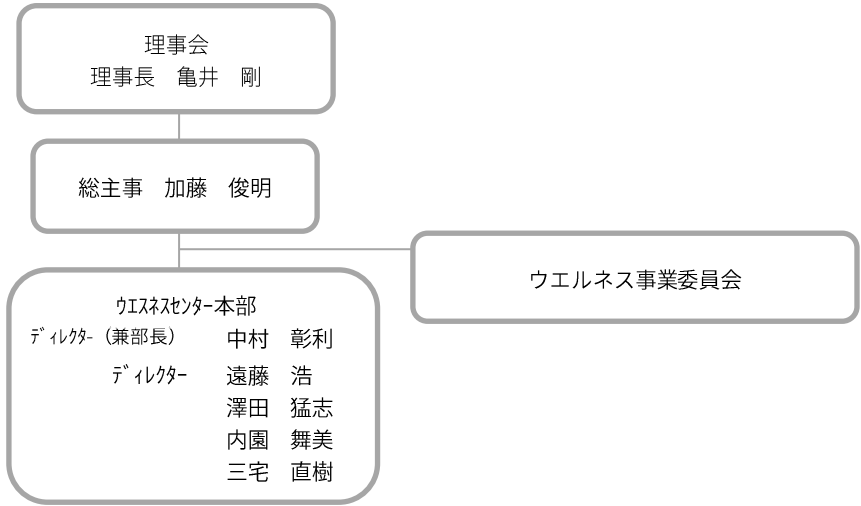 理事会
理事長　亀井　剛
総主事　加藤　俊明
ウエルネス事業委員会
ｳｴｽﾈｽｾﾝﾀｰ本部
ﾃﾞｨﾚｸﾀｰ（兼部長）　中村　彰利
ﾃﾞｨﾚｸﾀｰ　遠藤　浩
澤田　猛志
内園　舞美
三宅　直樹